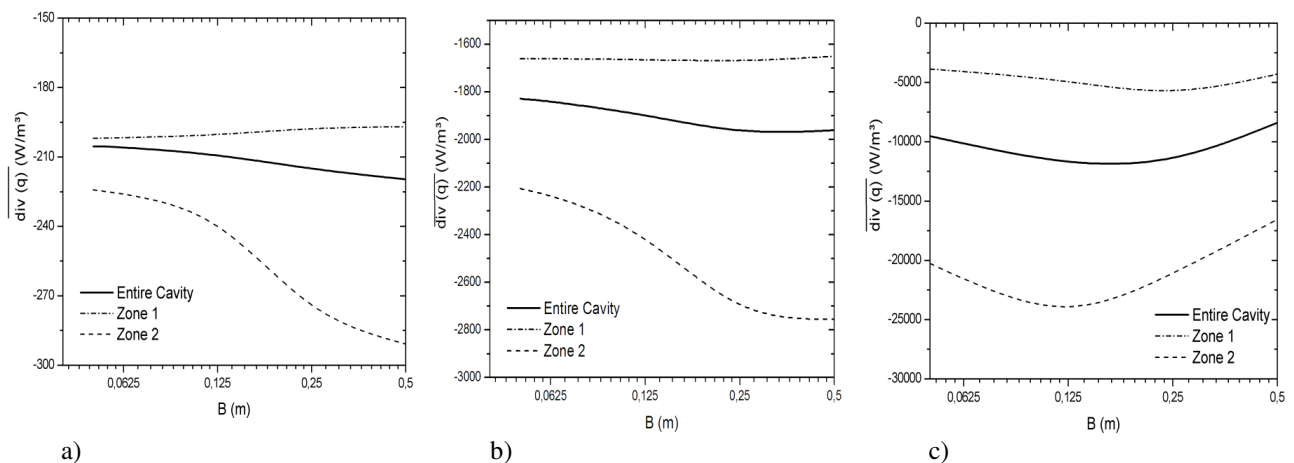 -150
-180
-210
-240
-270
-300
div (q) (W/m³)
Entire Cavity
Zone 1
Zone 2
0,0625
0,125
0,25
0,5
B (m)
a)
-1600
-1800
-2000
-2200
-2400
-2600
-2800
-3000
div (q) (W/m³)
Entire Cavity
Zone 1
Zone 2
0,0625
0,125
0,25
0,5
B (m)
b)
0
-5000
-10000
-15000
-20000
-25000
-30000
div (q) (W/m³)
Entire Cavity
Zone 1
Zone 2
0,0625
0,125
0,25
0,5
B (m)
c)